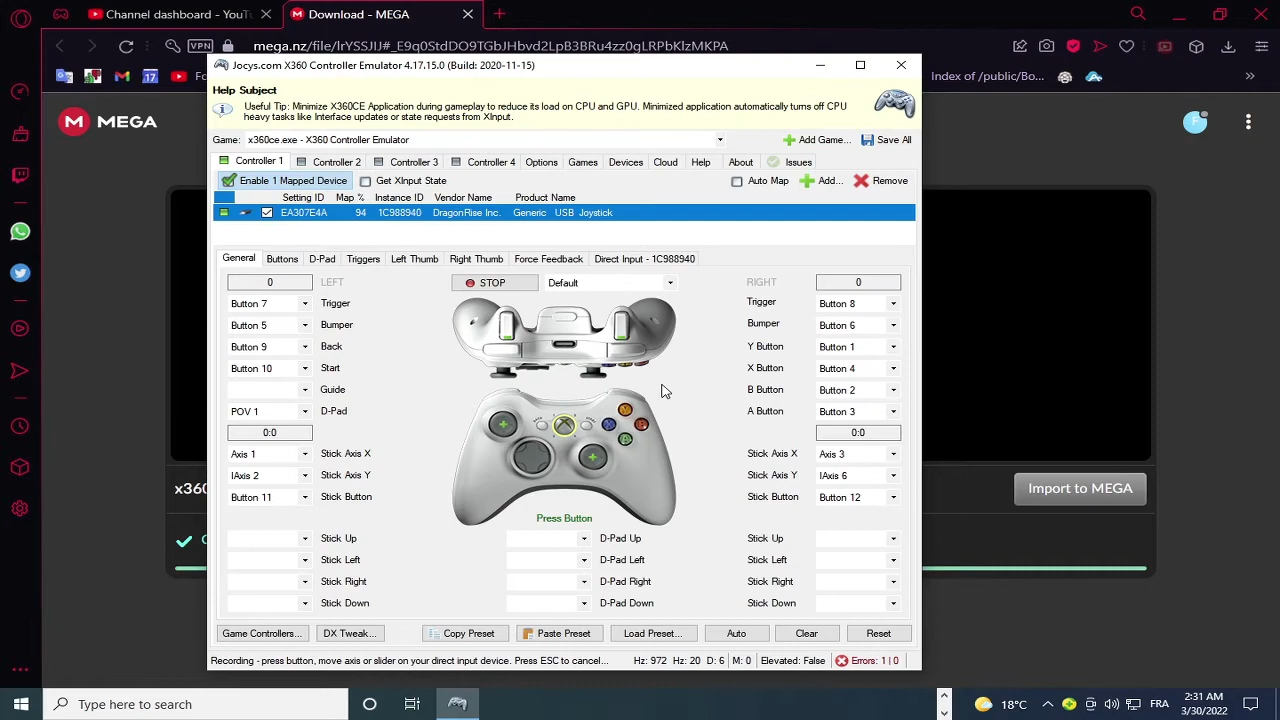 Channel dashboard - YouTu
Download - MEGA
VPN
mega.nz/file/lrYSSJIJ#_E9q0StdDO9TGbJHbvd2LpB3BRu4zz0gLRPbKlzMKPA
17
Fo
Index of /public/Bo...
Jocys.com X360 Controller Emulator 4.17.15.0 (Build: 2020-11-15)
Help Subject
Useful Tip: Minimize X360CE Application during gameplay to reduce its load on CPU and GPU. Minimized application automatically turns off CPU
heavy tasks like Interface updates or state requests from XInput.
M MEGA
F
Game: x360ce.exe - X360 Controller Emulator Add Game... Save All
Controller 1 Controller 2 Controller 3 Controller 4 Options Games Devices Cloud Help About Issues
Enable 1 Mapped Device Get XInput State Auto Map Add... Remove
Setting ID Map % Instance ID Vendor Name Product Name
EA307E4A 94 1C988940 DragonRise Inc. Generic USB Joystick
General Buttons D-Pad Triggers Left Thumb Right Thumb Force Feedback Direct Input - 1C988940
0 LEFT STOP Default RIGHT 0
Button 7 Trigger Trigger Button 8
Button 5 Bumper Bumper Button 6
Button 9 Back Y Button Button 1
Button 10 Start X Button Button 4
Guide B Button Button 2
POV 1 D-Pad A Button Button 3
0:0 0:0
Y
X B
A
Axis 1 Stick Axis X Stick Axis X Axis 3
IAxis 2 Stick Axis Y Stick Axis Y IAxis 6
Button 11 Stick Button Stick Button Button 12
x360
Import to MEGA
Press Button
Stick Up D-Pad Up Stick Up
Stick Left D-Pad Left Stick Left
Stick Right D-Pad Right Stick Right
Stick Down D-Pad Down Stick Down
Game Controllers... DX Tweak... Copy Preset Paste Preset Load Preset... Auto Clear Reset
Recording - press button, move axis or slider on your direct input device. Press ESC to cancel... Hz: 972 Hz: 20 D: 6 M: 0 Elevated: False Errors: 1 | 0
Type here to search
18°C
FRA
2:31 AM
3/30/2022